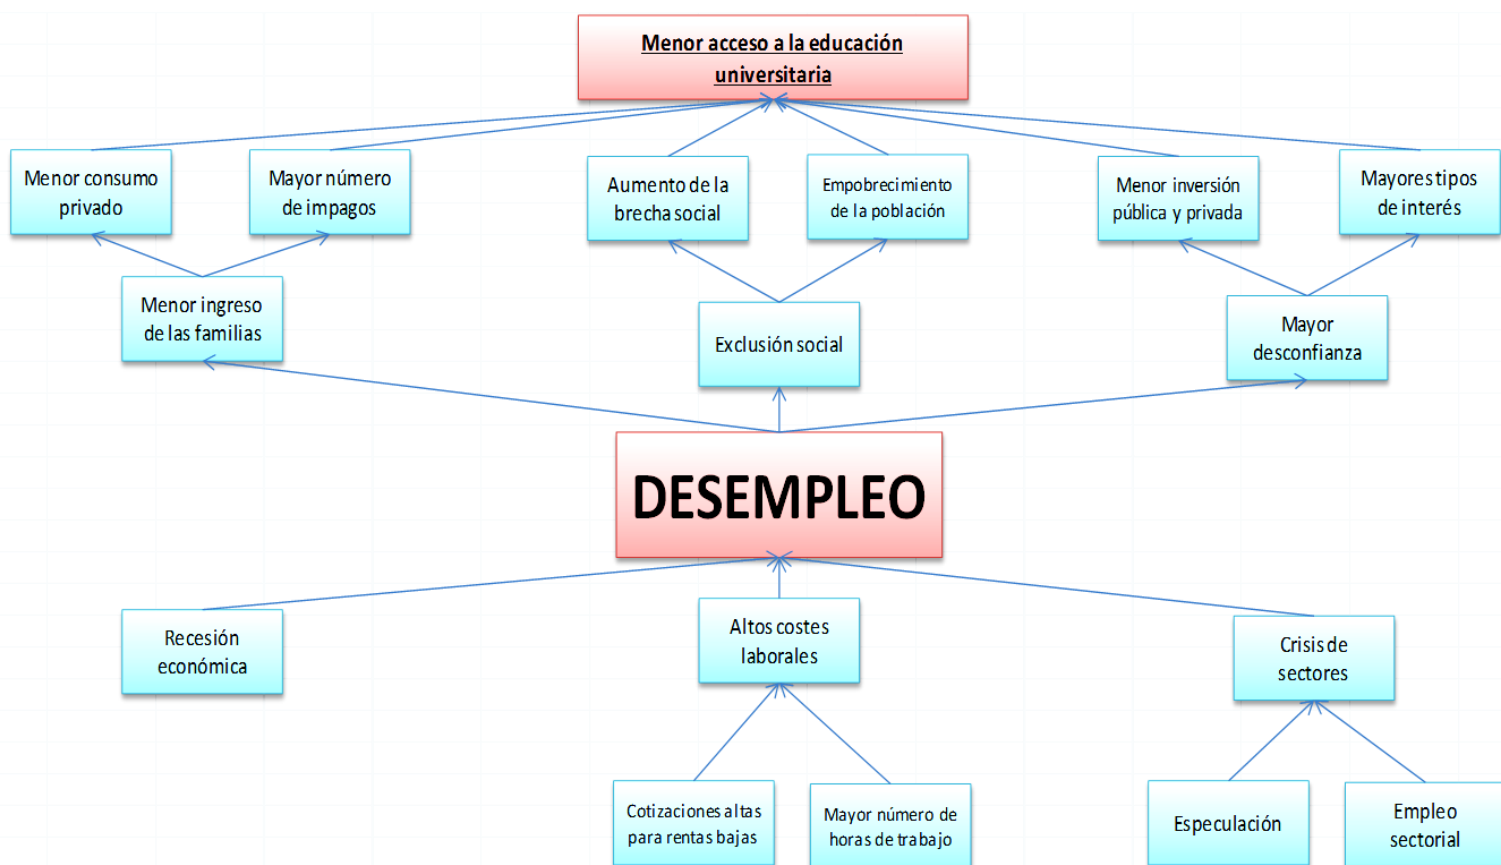 Menor acceso a la educación
universitaria
Menor consumo
privado
Mayor número
de impagos
Aumento de la
brecha social
Empobrecimiento
de la población
Menor inversión
pública y privada
Mayores tipos
de interés
Menor ingreso
de las familias
Exclusión social
Mayor
desconfianza
DESEMPLEO
Recesión
económica
Altos costes
laborales
Crisis de
sectores
Cotizaciones altas
para rentas bajas
Mayor número de
horas de trabajo
Especulación
Empleo
sectorial